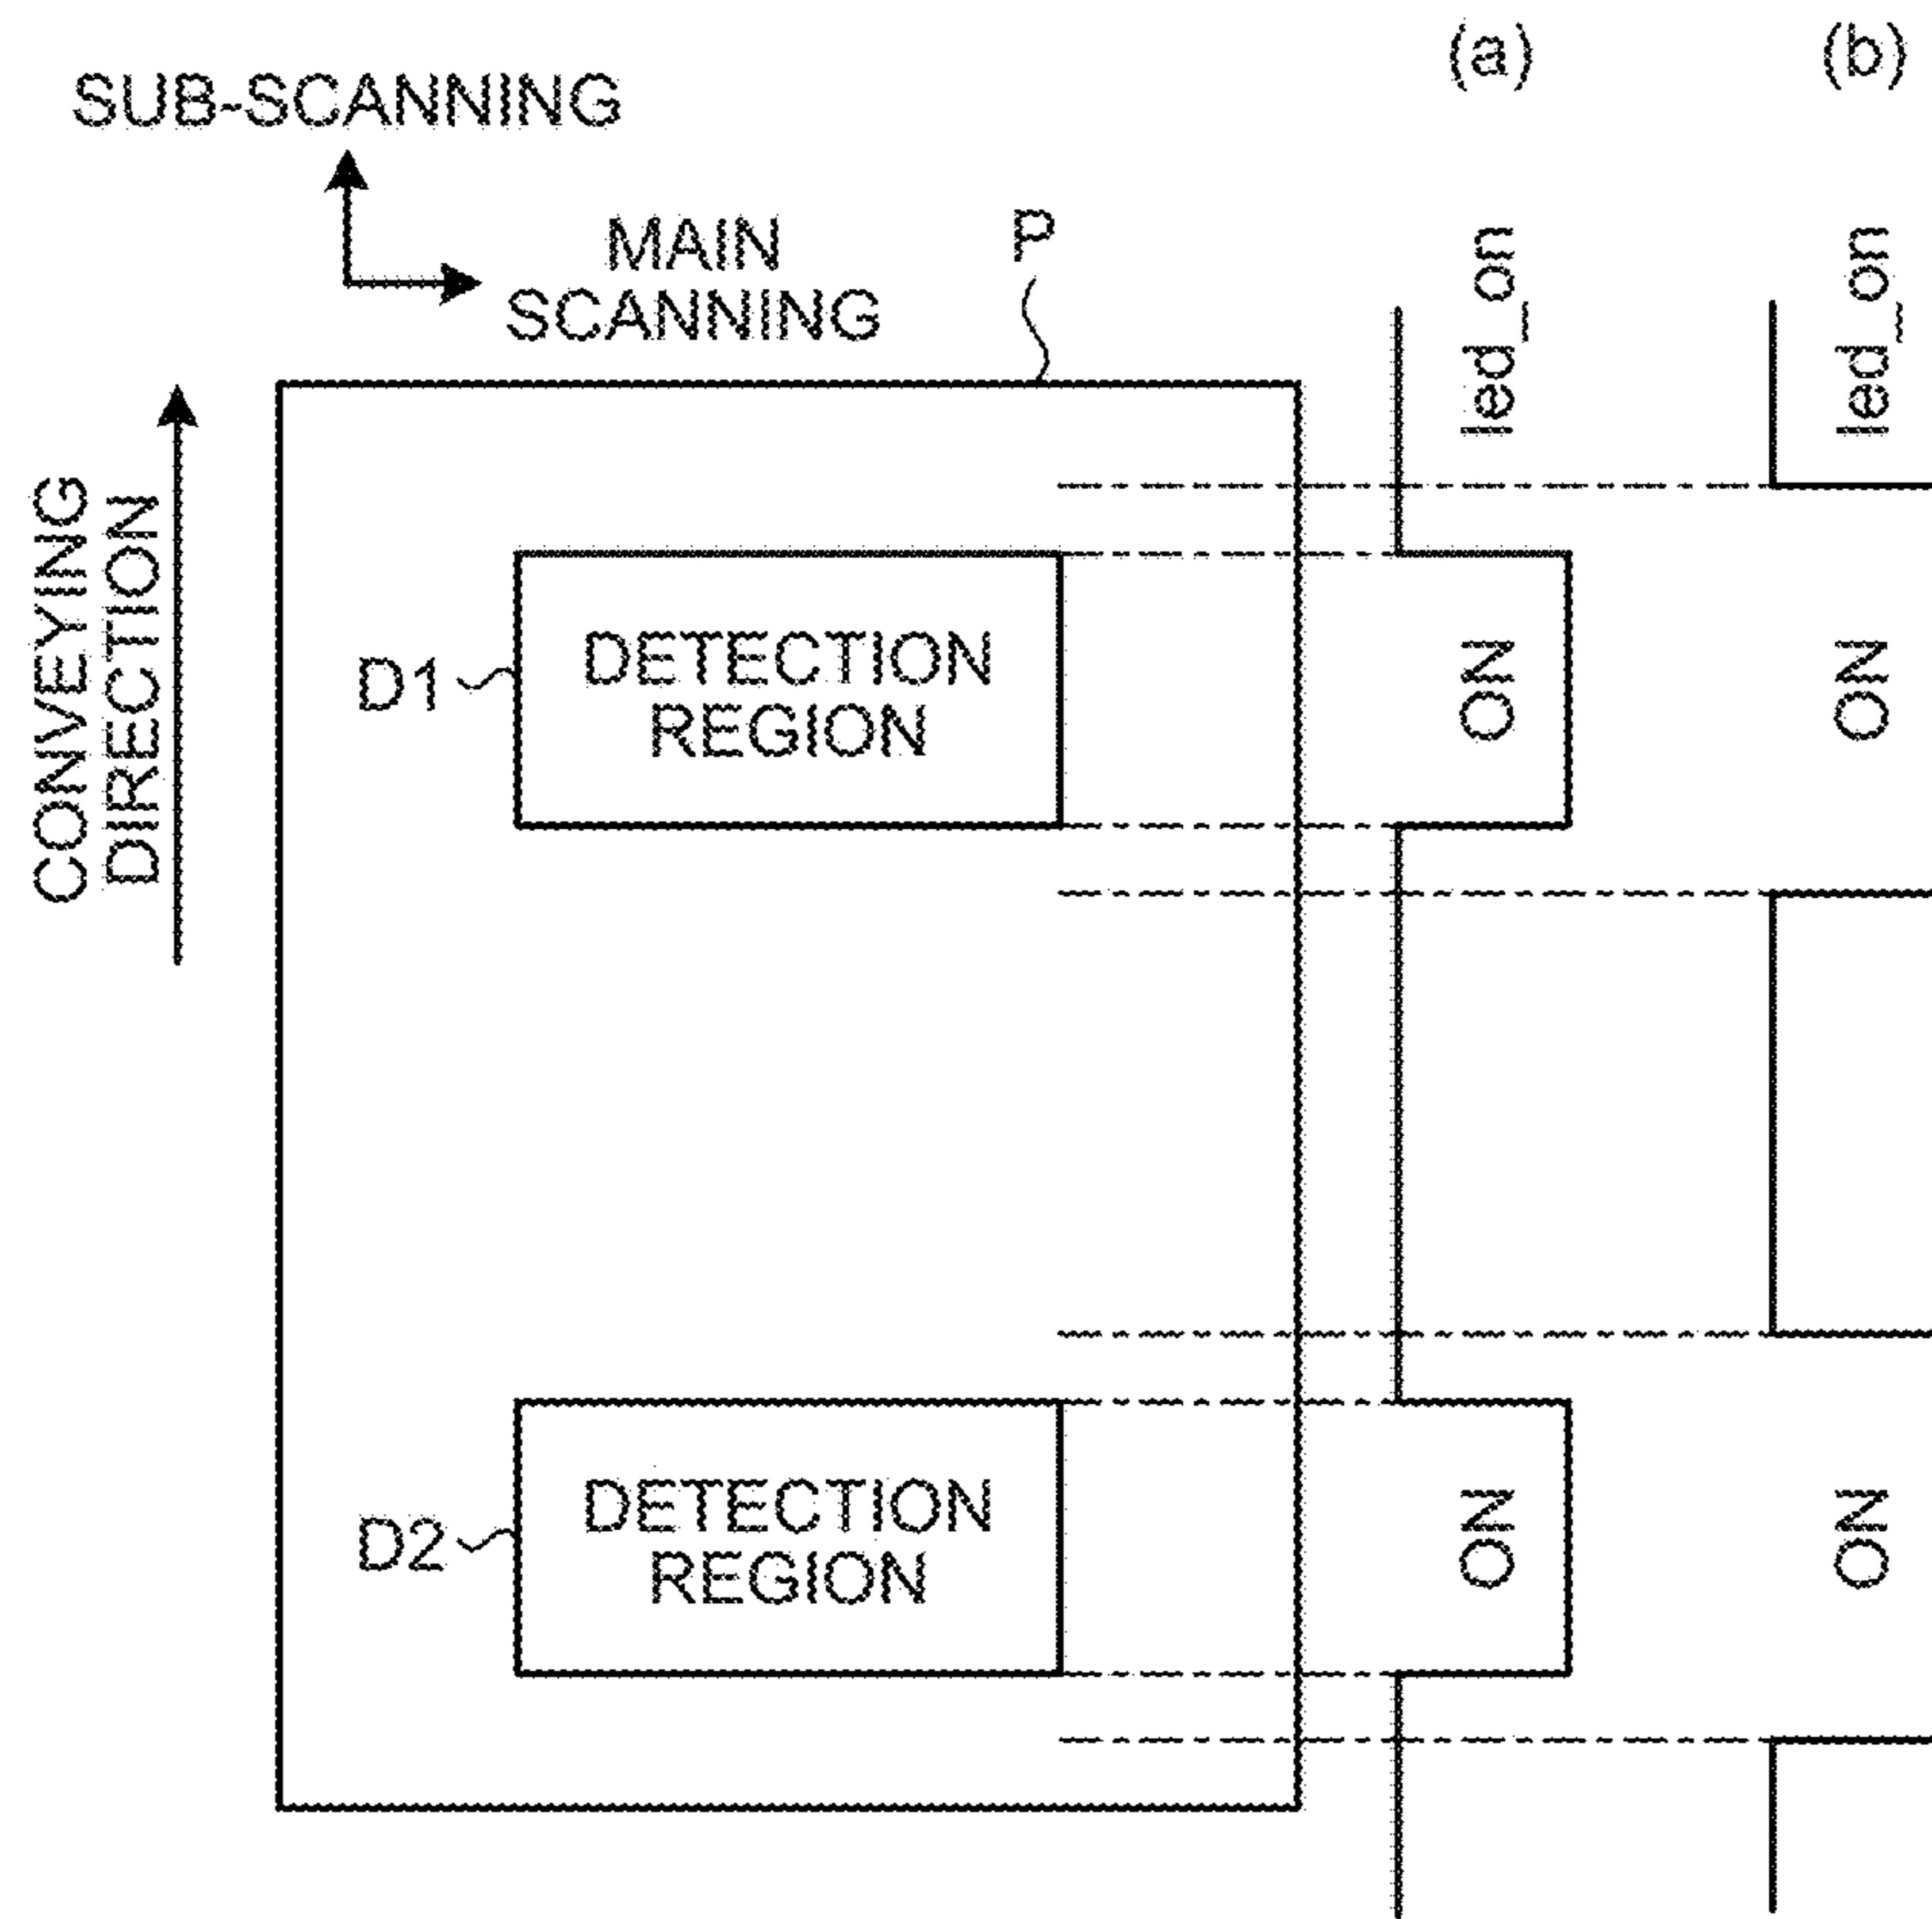 (a)
(b)
SUB-SCANNING
MAIN
SCANNING
P
led_on
led_on
CONVEYING
DIRECTION
D1
DETECTION
REGION
ON
ON
D2
DETECTION
REGION
ON
ON